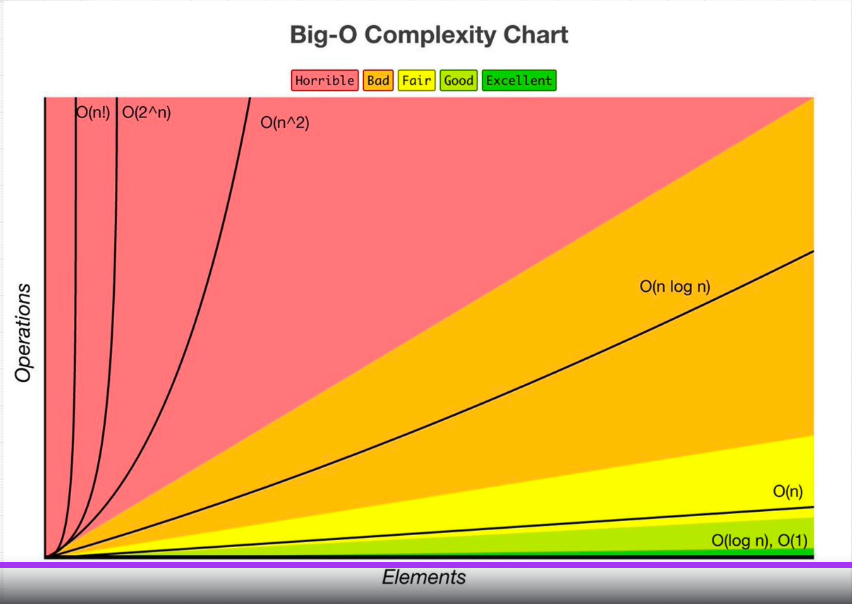 Big-O Complexity Chart
Horrible Bad Fair Good Excellent
O(n!) O(2^n)
O(n^2)
O(n log n)
Operations
O(n)
O(log n), O(1)
Elements